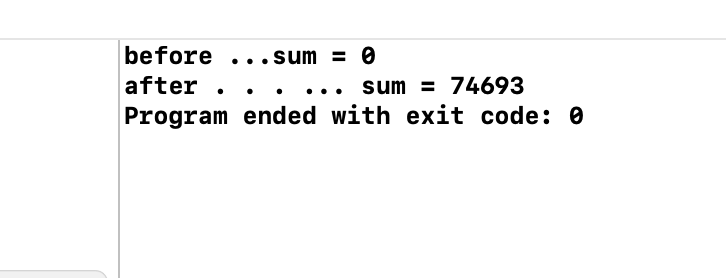 before ...sum = 0
after . . . ... sum = 74693
Program ended with exit code: 0